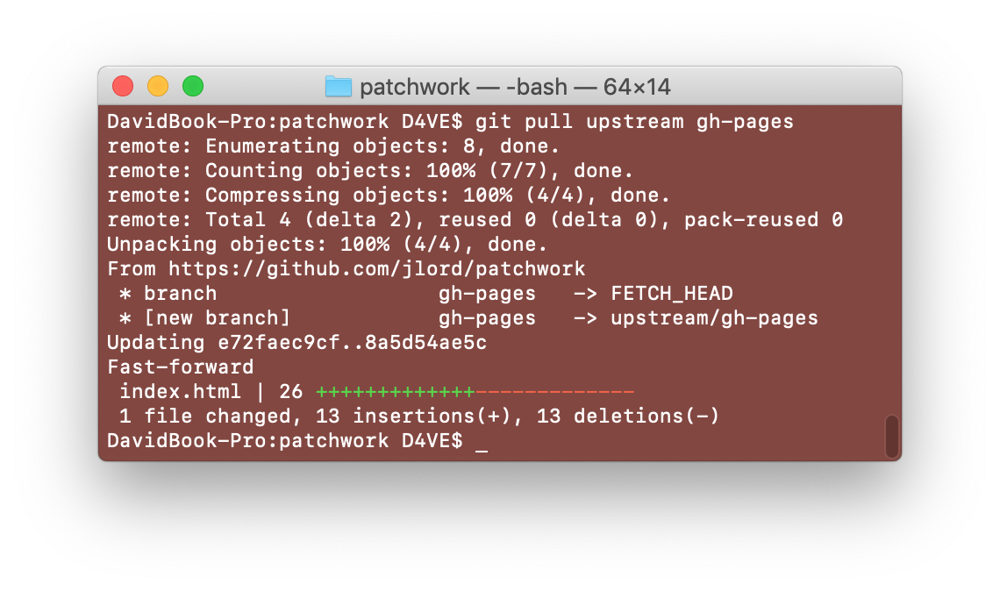 patchwork — -bash — 64×14
DavidBook-Pro:patchwork D4VE$ git pull upstream gh-pages
remote: Enumerating objects: 8, done.
remote: Counting objects: 100% (7/7), done.
remote: Compressing objects: 100% (4/4), done.
remote: Total 4 (delta 2), reused 0 (delta 0), pack-reused 0
Unpacking objects: 100% (4/4), done.
From https://github.com/jlord/patchwork
 * branch                  gh-pages   -> FETCH_HEAD
 * [new branch]            gh-pages   -> upstream/gh-pages
Updating e72faec9cf..8a5d54ae5c
Fast-forward
 index.html | 26 +++++++++++++-------------
 1 file changed, 13 insertions(+), 13 deletions(-)
DavidBook-Pro:patchwork D4VE$ _